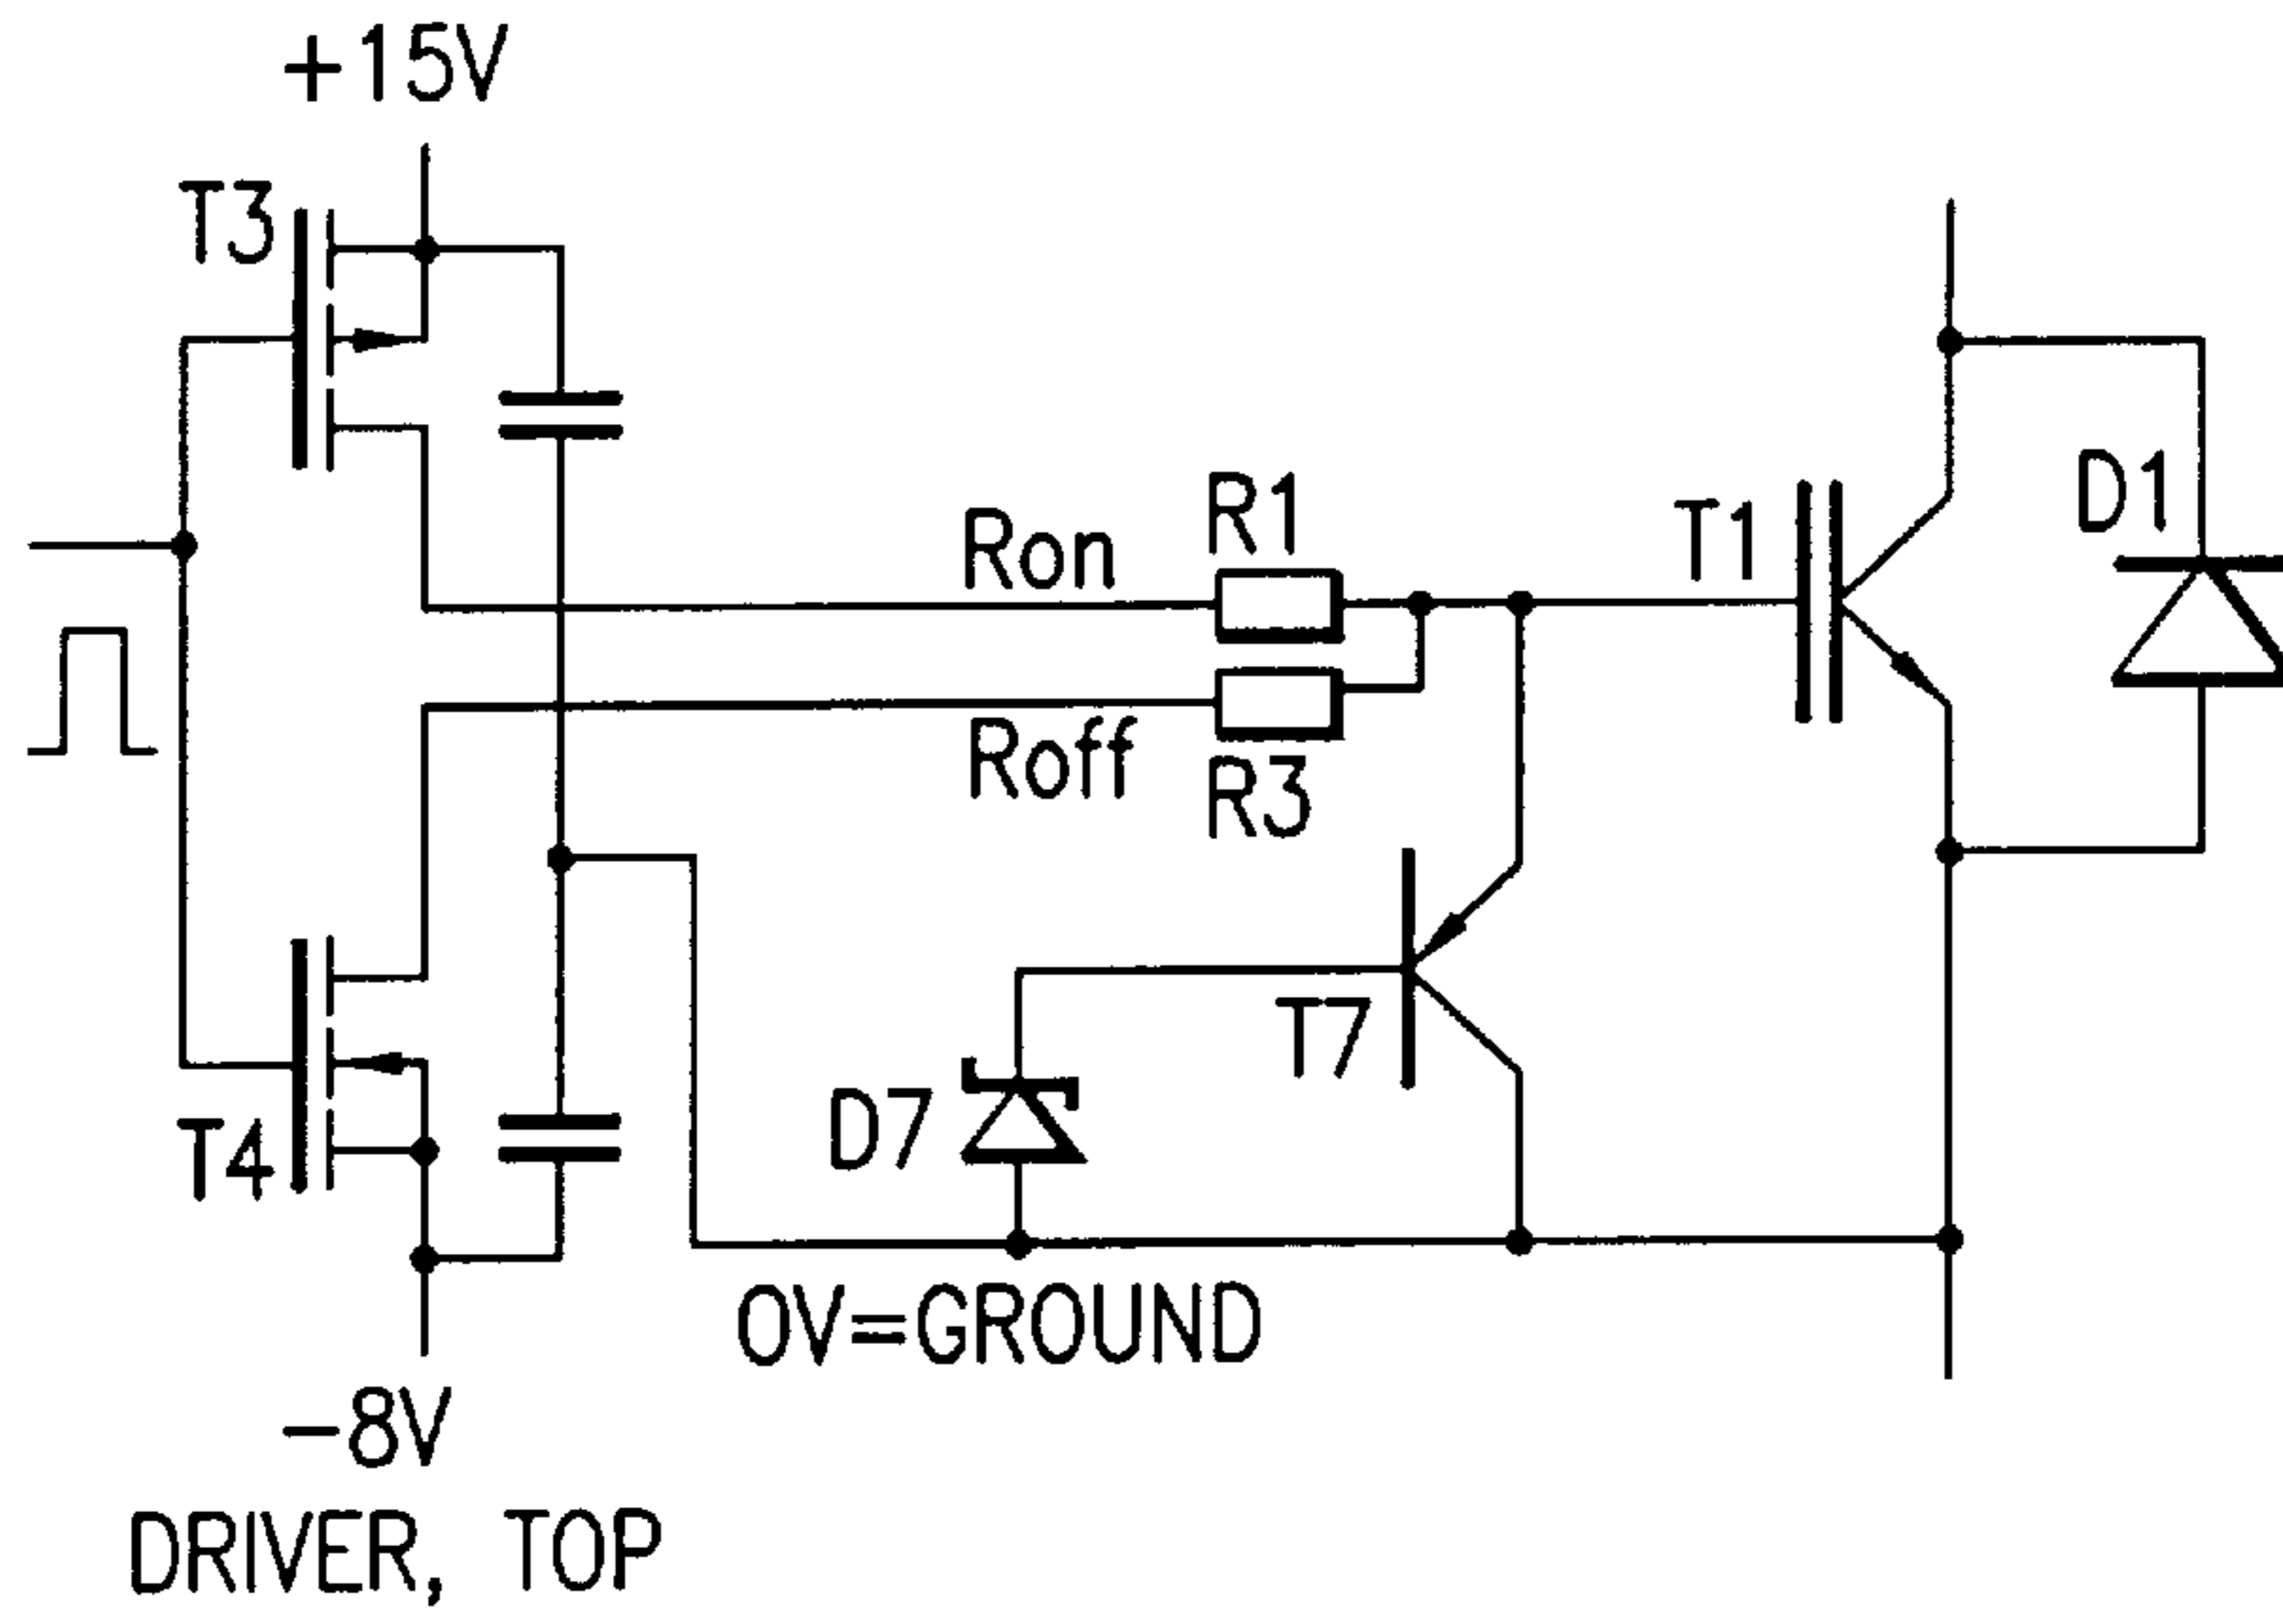 +15V
T3
R1
Ron
T1
D1
Roff
R3
T7
D7
T4
0V=GROUND
-8V
DRIVER, TOP